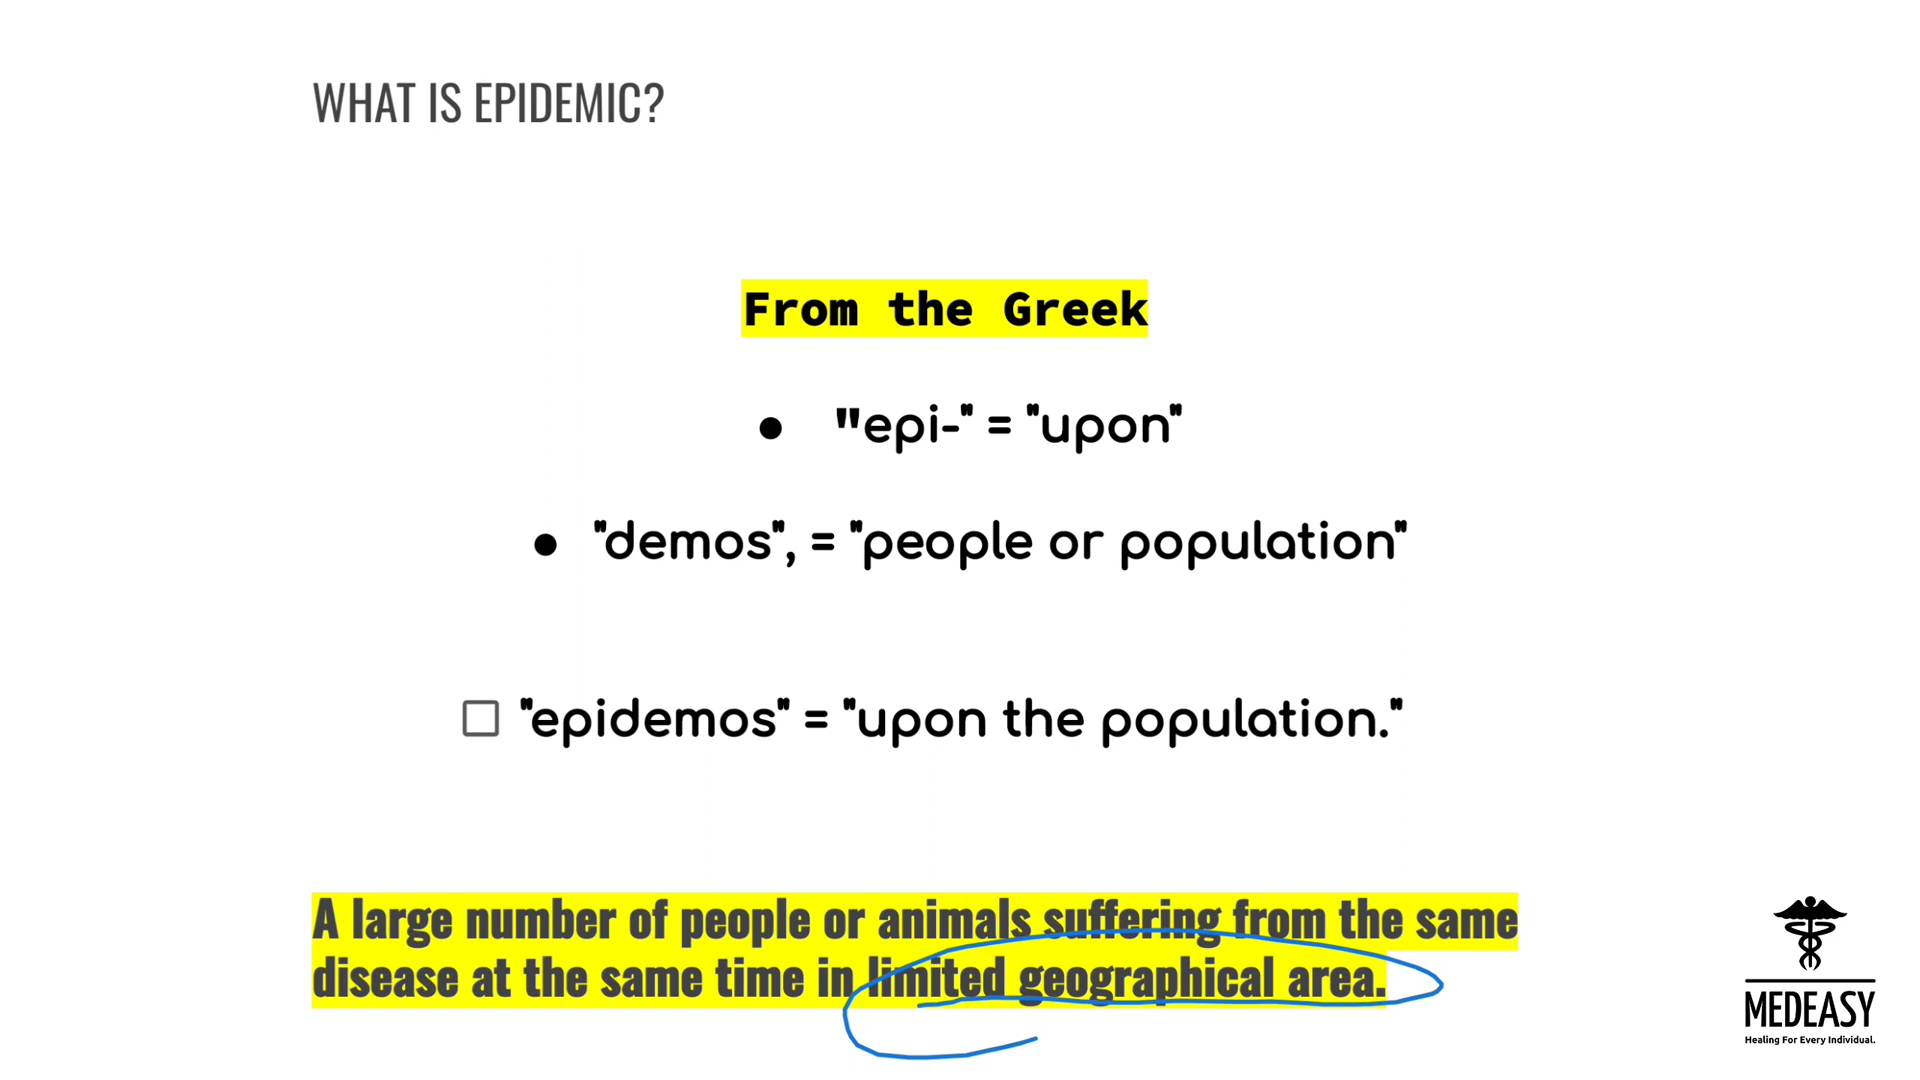 WHAT IS EPIDEMIC?
From the Greek
● "epi-" = "upon"
● "demos", = "people or population"
☐ "epidemos" = "upon the population."
A large number of people or animals suffering from the same
disease at the same time in limited geographical area.
MEDEASY
Healing For Every Individual.